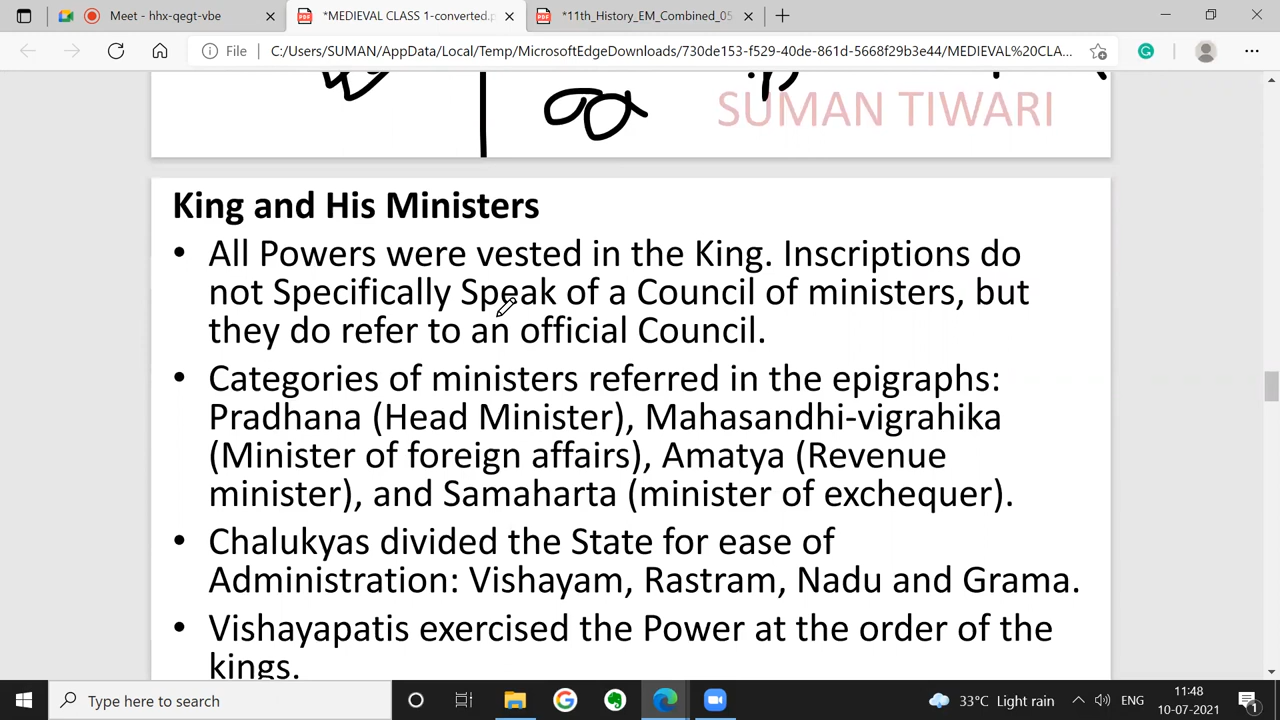 Meet - hhx-qegt-vbe
*MEDIEVAL CLASS 1-converted.p
*11th_History_EM_Combined_05
File
C:/Users/SUMAN/AppData/Local/Temp/MicrosoftEdgeDownloads/730de153-f529-40de-861d-5668f29b3e44/MEDIEVAL%20CLA...
SUMAN TIWARI
King and His Ministers
• All Powers were vested in the King. Inscriptions do
not Specifically Speak of a Council of ministers, but
they do refer to an official Council.
• Categories of ministers referred in the epigraphs:
Pradhana (Head Minister), Mahasandhi-vigrahika
(Minister of foreign affairs), Amatya (Revenue
minister), and Samaharta (minister of exchequer).
• Chalukyas divided the State for ease of
Administration: Vishayam, Rastram, Nadu and Grama.
• Vishayapatis exercised the Power at the order of the
kings.
Type here to search
33°C Light rain
ENG
11:48
10-07-2021
1